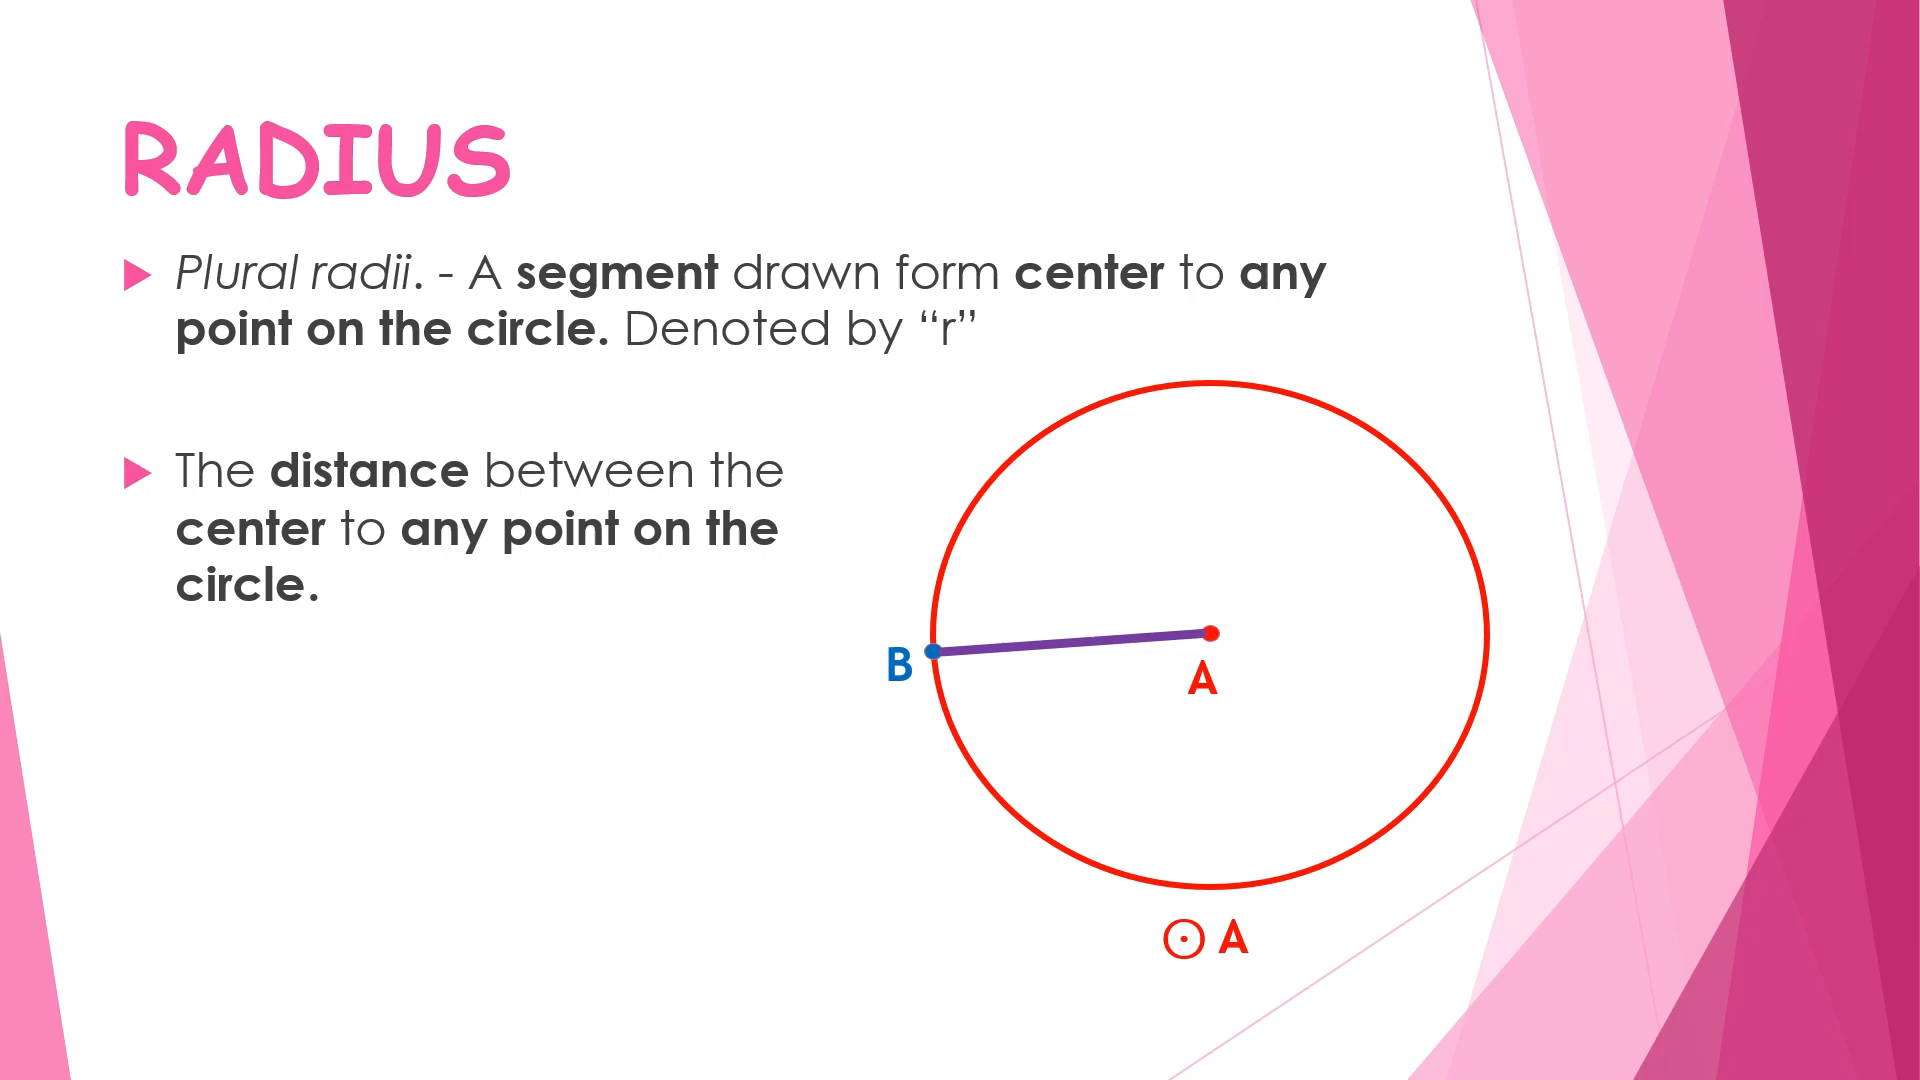 RADIUS
Plural radii. - A segment drawn form center to any
point on the circle. Denoted by “r”
The distance between the
center to any point on the
circle.
B
A
⊙ A